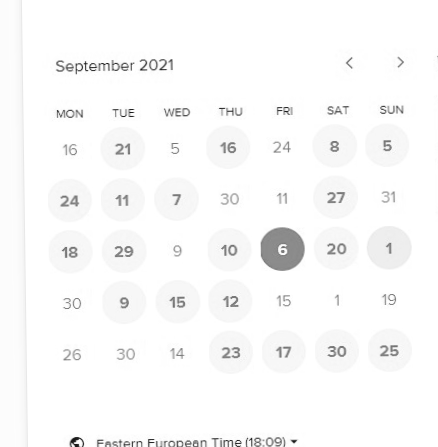 September 2021
MON TUE WED THU FRI SAT SUN
16 21 5 16 24 8 5
24 11 7 30 11 27 31
18 29 9 10 6 20 1
30 9 15 12 15 1 19
26 30 14 23 17 30 25
Eastern European Time (18:09)